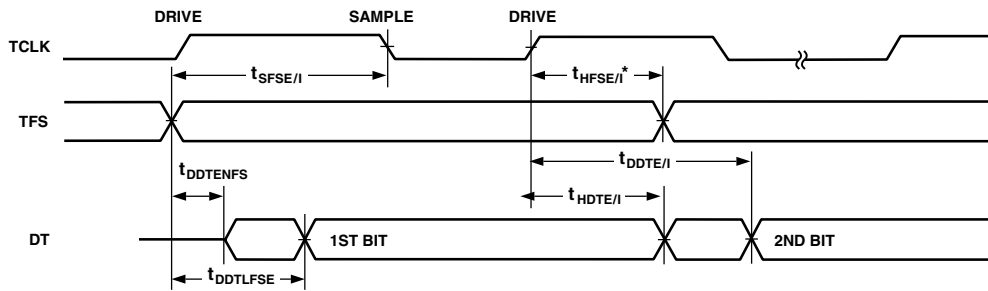 DRIVE SAMPLE DRIVE
TCLK
tSFSE/I tHFSE/I*
TFS
tDDTENFS tDDTE/I
tHDTE/I
DT 1ST BIT 2ND BIT
tDDTLFSE